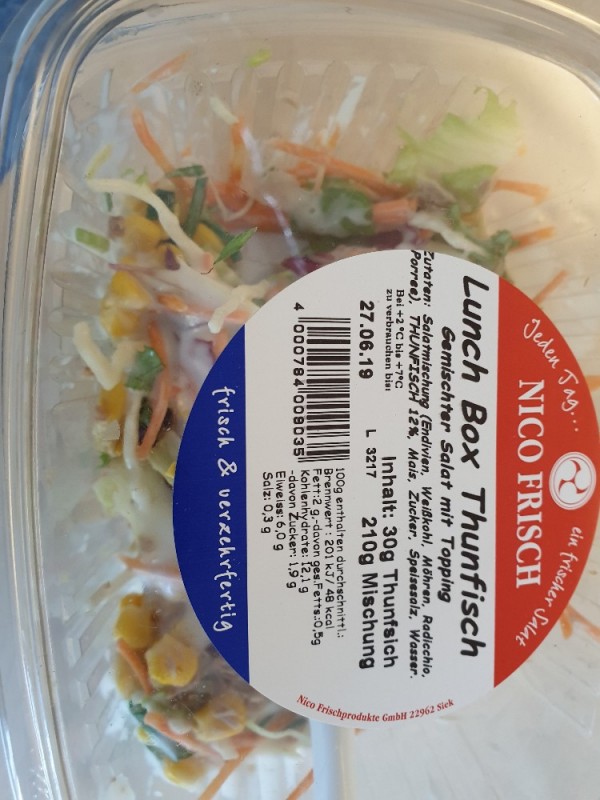 Jeden Tag... ein frischer Salat
NICO FRISCH
Lunch Box Thunfisch
Gemischter Salat mit Topping
Zutaten: Salatmischung (Endivien, Weißkohl, Möhren, Radicchio,
Porree), THUNFISCH 12%, Mais, Zucker, Speisesalz, Wasser.
Bei +2°C bis +7°C
zu verbrauchen bis:
27.06.19
L 3217
Inhalt: 30g Thunfsich
210g Mischung
4 000784 008035
100g enthalten durchschnittl.:
Brennwert : 201 kJ/ 48 kcal
Fett:2 g,-davon ges.Fetts.:0,5g
Kohlenhydrate: 12,1 g
-davon Zucker: 1,9 g
Eiweiss: 6,0 g
Salz: 0,3 g
frisch & verzehrfertig
Nico Frischprodukte GmbH 22962 Siek